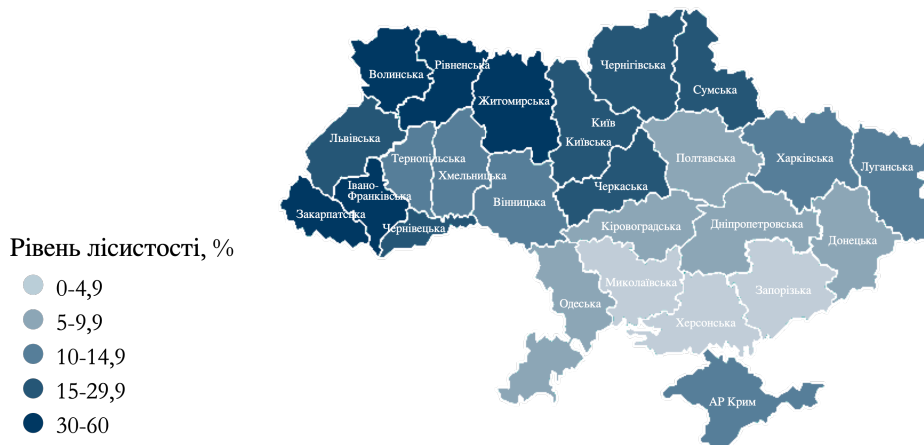 Чернігівська
Рівненська
Волинська
Сумська
Житомирська
Київ
Львівська
Київська
Тернопільська
Полтавська
Харківська
Луганська
Хмельницька
Івано-
Франківська
Черкаська
Вінницька
Закарпатська
Чернівецька
Кіровоградська
Дніпропетровська
Донецька
Рівень лісистості, %
0-4,9
5-9,9
10-14,9
15-29,9
30-60
Миколаївська
Запорізька
Одеська
Херсонська
АР Крим